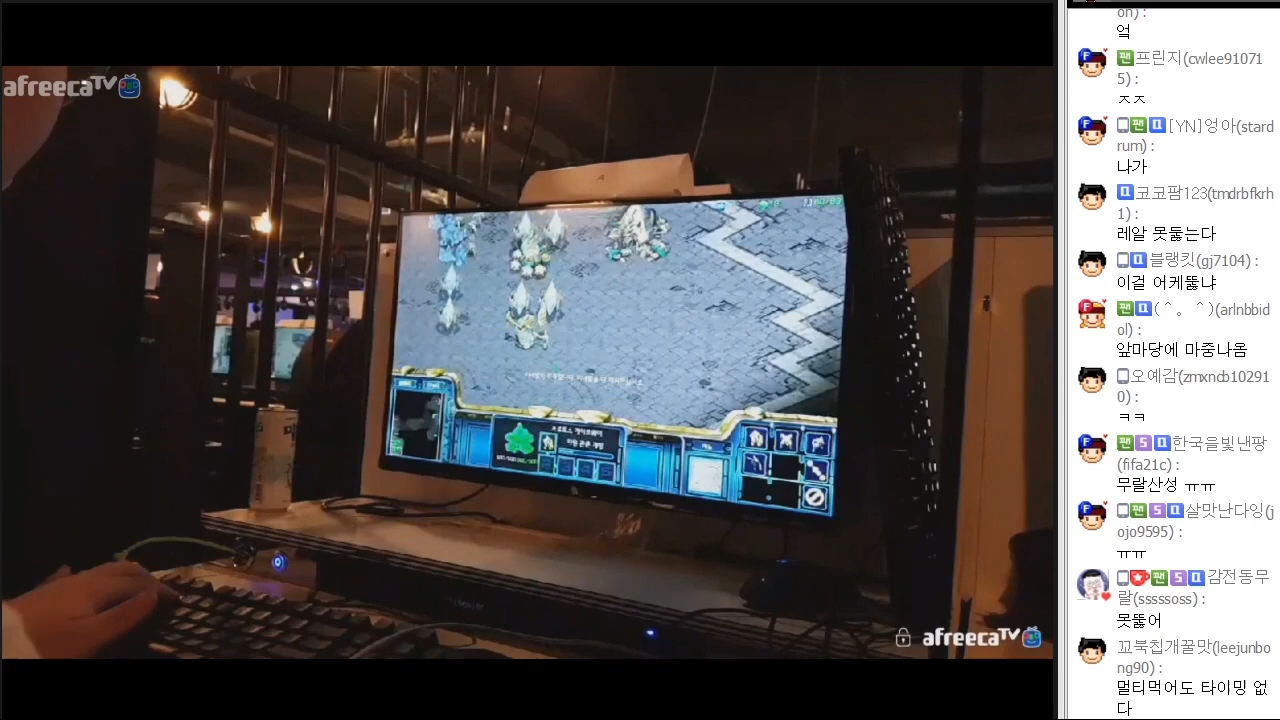 afreecaTV
afreecaTV
on) :
억
팬 프린지(cwlee91071
5) :
ㅈㅈ
팬 [YN]엉아(stard
rum) :
나가
코코팜123(tmdrbfkrh
1) :
레알 못뚫는다
블랭킷(gj7104) :
이걸 어케뚫냐
팬 ( ^ 。 ^ )(arlnbbid
ol) :
앞마당에 마중나옴
오예감(zmxncb10291
0) :
ㅋㅋ
팬 S 한국을빛낸팡
(fifa21c) :
무랄산성 ㅠㅠ
팬 S 살맛난다잉(j
ojo9595) :
ㅠㅠ
팬 S 감전동무
랄(sssssoss) :
못뚫어
꼬북칩개꿀맛(leejunbo
ng90) :
멀티먹어도 타이밍 없
다